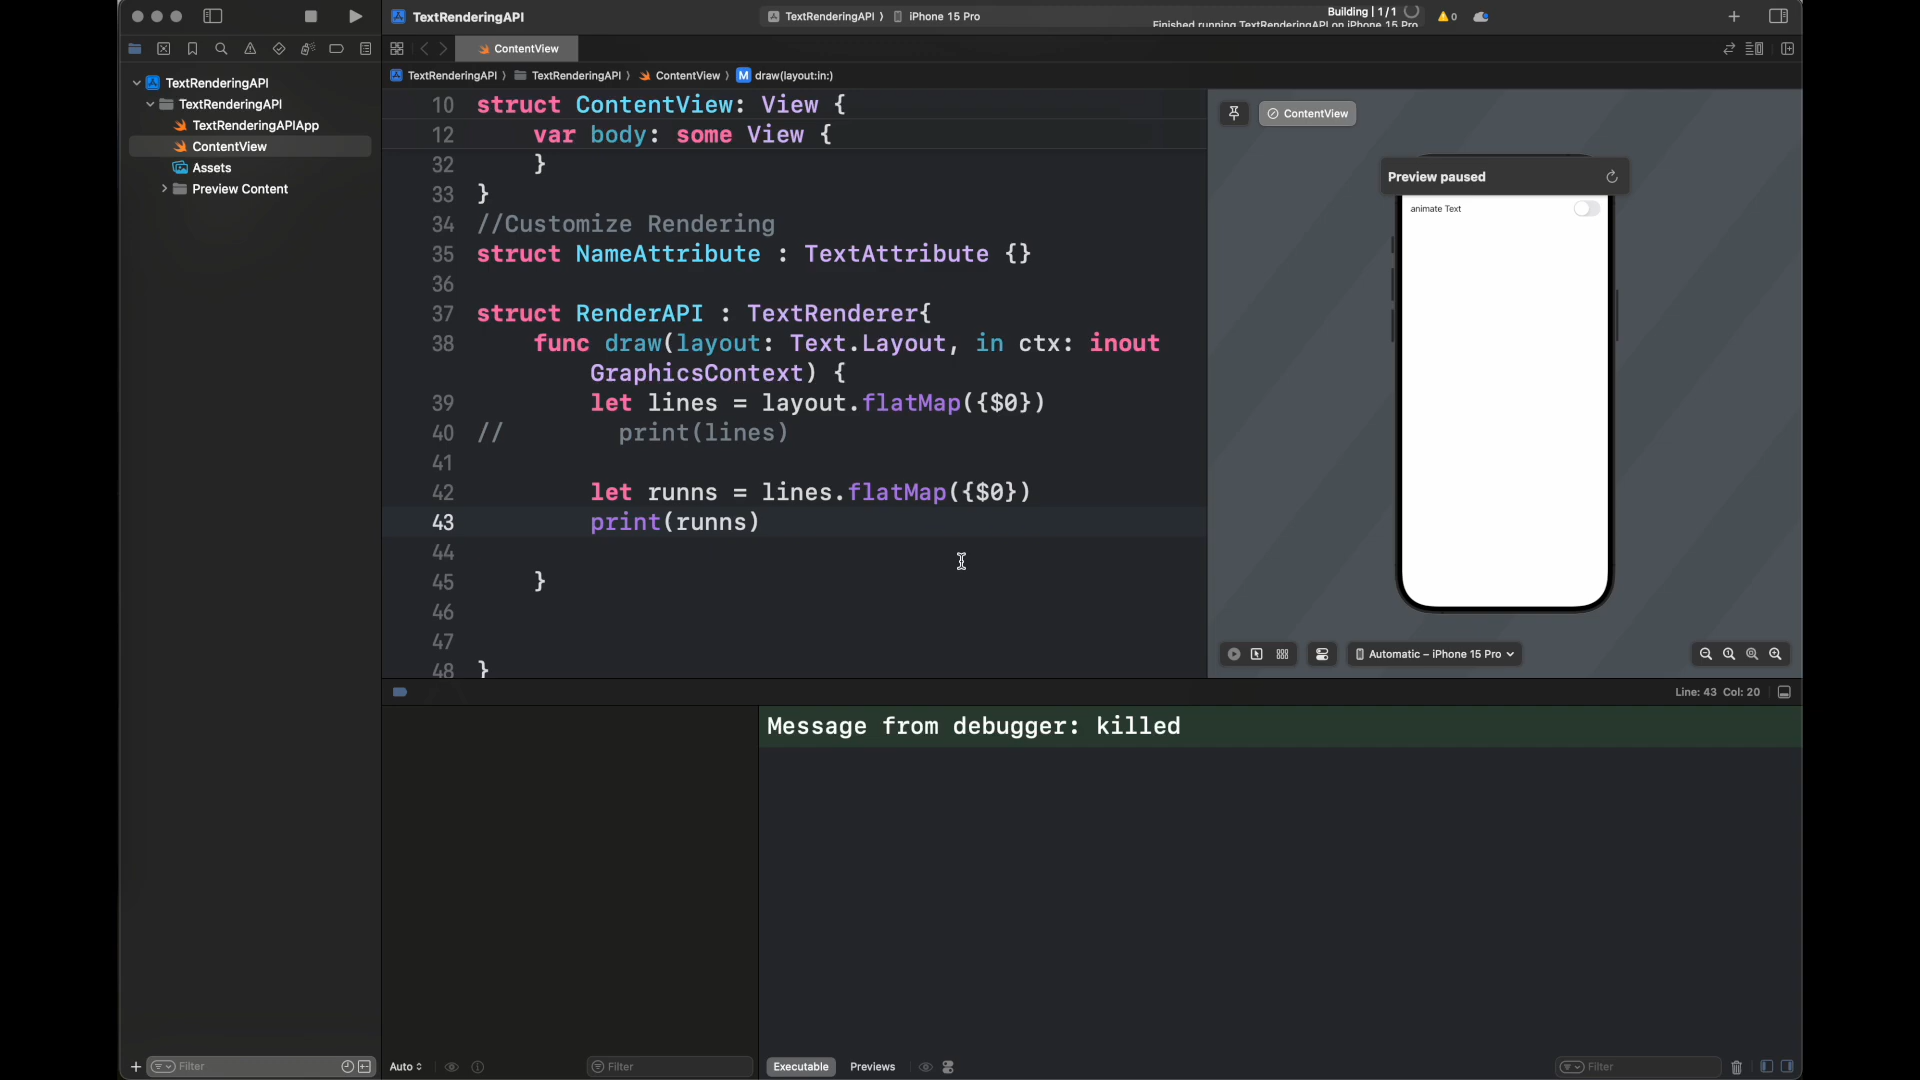 TextRenderingAPI
TextRenderingAPI 〉 iPhone 15 Pro
Building | 1/1
Finished running TextRenderingAPI on iPhone 15 Pro
0
ContentView
TextRenderingAPI 〉 TextRenderingAPI 〉 ContentView 〉 M draw(layout:in:)
TextRenderingAPI
TextRenderingAPI
TextRenderingAPIApp
ContentView
Assets
Preview Content
10 struct ContentView: View {
12 var body: some View {
32 }
33 }
34 //Customize Rendering
35 struct NameAttribute : TextAttribute {}
36
37 struct RenderAPI : TextRenderer{
38 func draw(layout: Text.Layout, in ctx: inout
GraphicsContext) {
39 let lines = layout.flatMap({$0})
40 // print(lines)
41
42 let runns = lines.flatMap({$0})
43 print(runns)
44
45 }
46
47
48 }
ContentView
Preview paused
animate Text
Automatic – iPhone 15 Pro
Line: 43 Col: 20
Message from debugger: killed
Filter
Auto
Filter
Executable
Previews
Filter